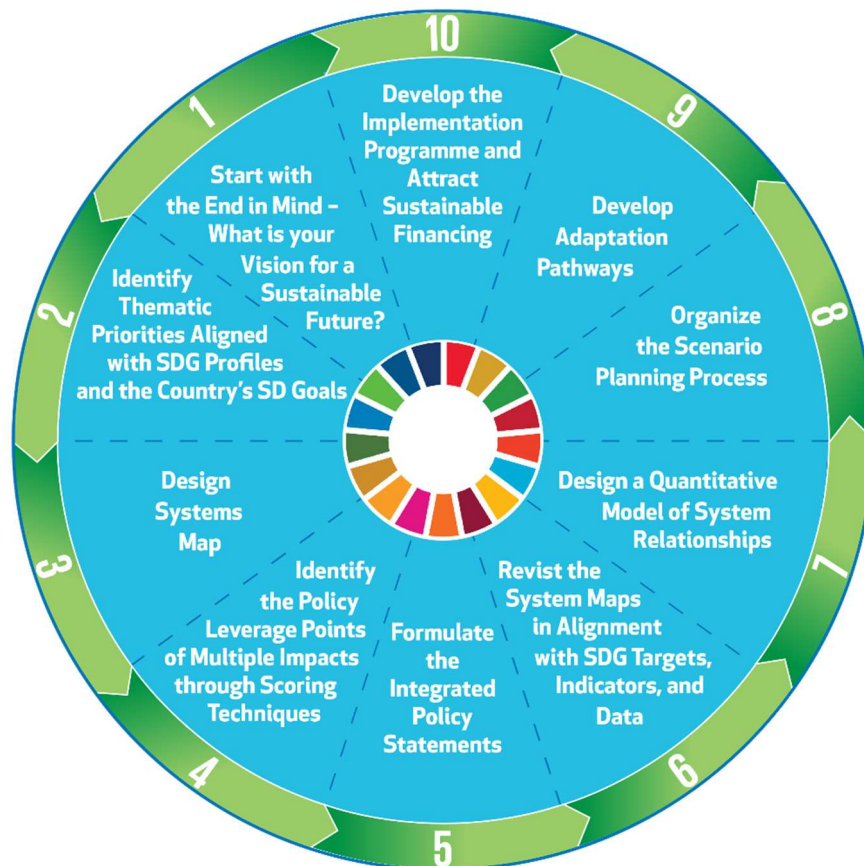 1
Start with
the End in Mind –
What is your
Vision for a
Sustainable
Future?
2
Identify
Thematic
Priorities Aligned
with SDG Profiles
and the Country's SD Goals
3
Design
Systems
Map
4
Identify
the Policy
Leverage Points
of Multiple Impacts
through Scoring
Techniques
5
Formulate
the
Integrated
Policy
Statements
6
Revist the
System Maps
in Alignment
with SDG Targets,
Indicators, and
Data
7
Design a Quantitative
Model of System
Relationships
8
Organize
the Scenario
Planning Process
9
Develop
Adaptation
Pathways
10
Develop the
Implementation
Programme and
Attract
Sustainable
Financing